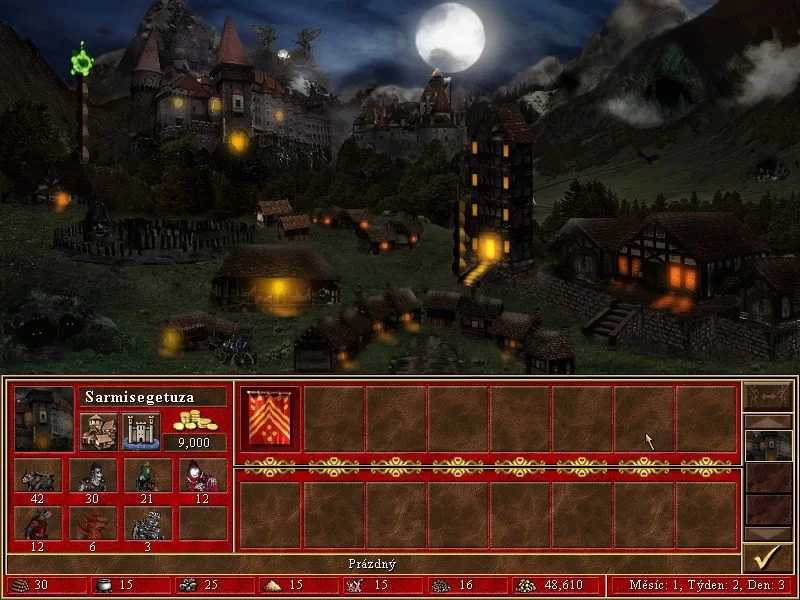 Sarmisegetuza
9,000
42 30 21 12
12 6 3
Prázdný
30 15 25 15 15 16 48,610 Měsíc: 1, Týden: 2, Den: 3